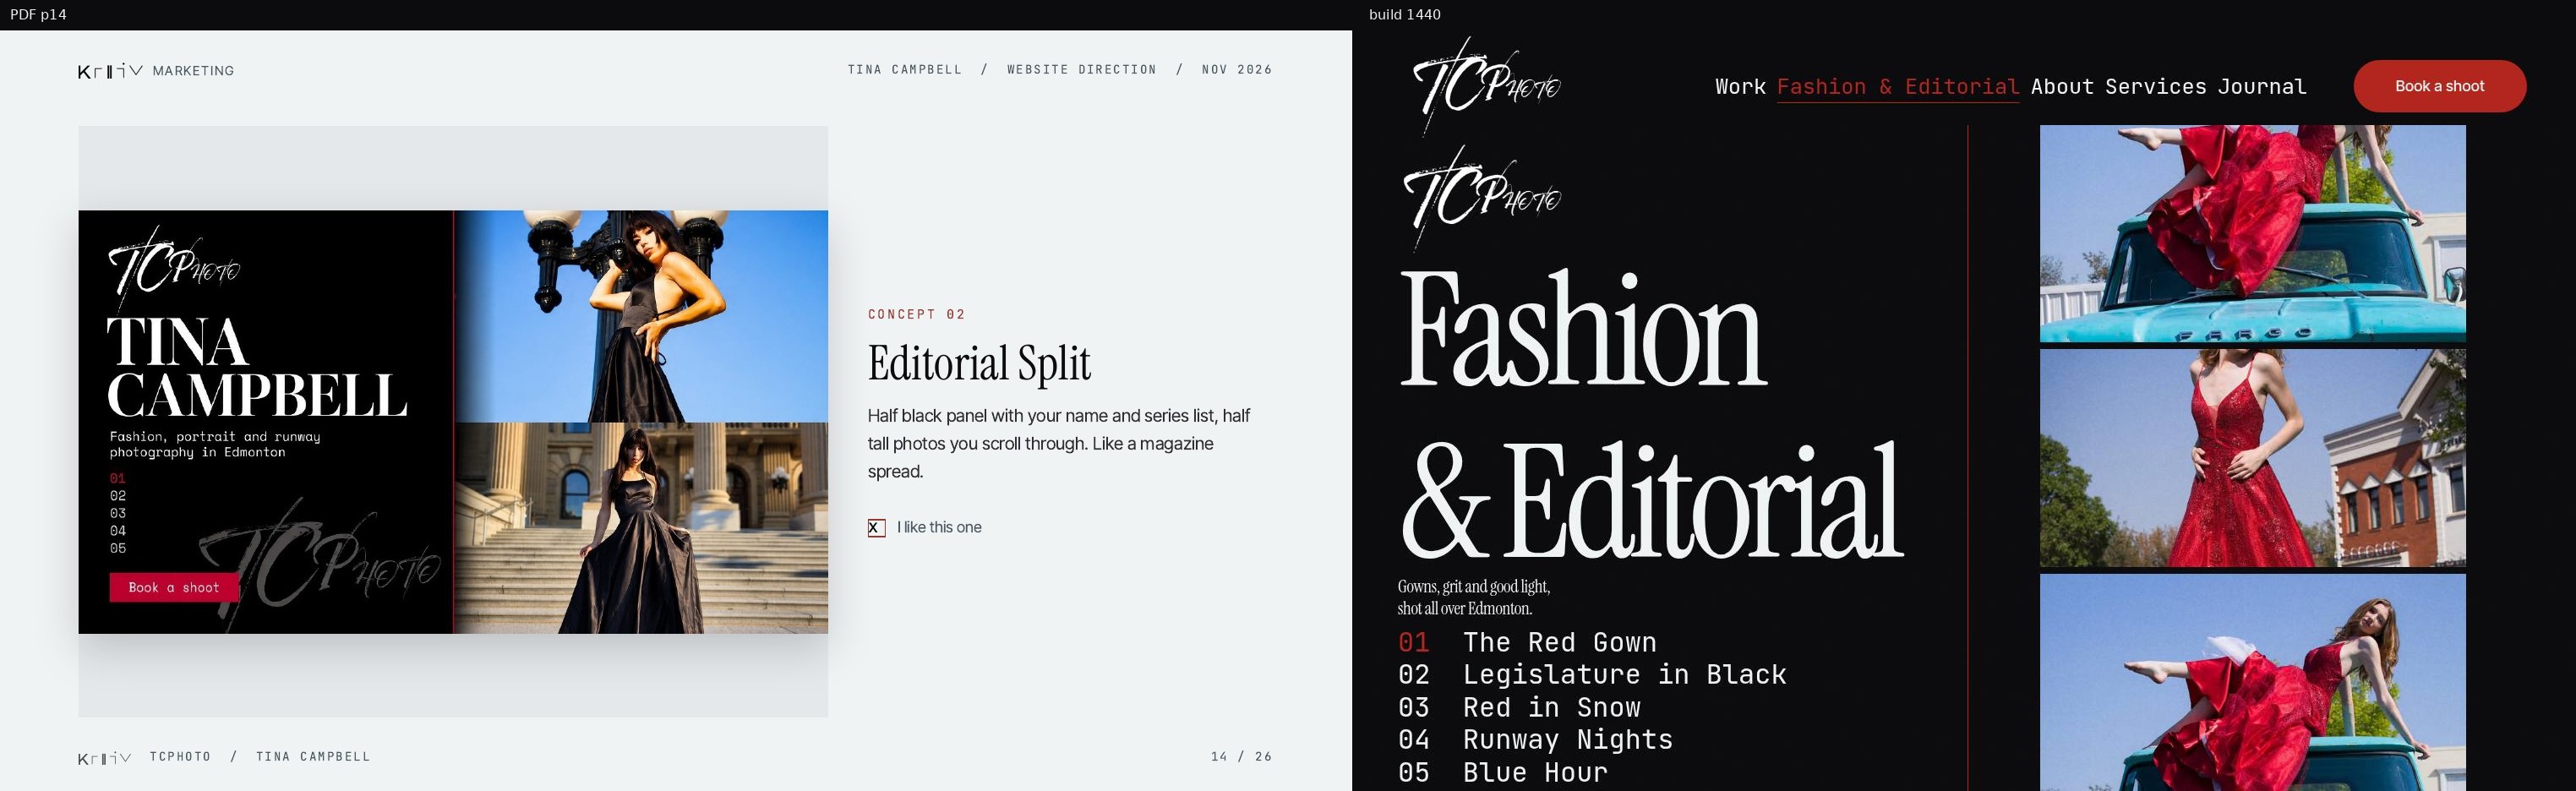 PDF p14
build 1440
Kriiv MARKETING
TINA CAMPBELL / WEBSITE DIRECTION / NOV 2026
TCPHOTO
TINA
CAMPBELL
Fashion, portrait and runway
photography in Edmonton
01
02
03
04
05
TCPHOTO
Book a shoot
CONCEPT 02
Editorial Split
Half black panel with your name and series list, half
tall photos you scroll through. Like a magazine
spread.
X I like this one
TCPHOTO / TINA CAMPBELL
14 / 26
TCPHOTO
Work Fashion & Editorial About Services Journal
Book a shoot
TCPHOTO
Fashion
& Editorial
Gowns, grit and good light,
shot all over Edmonton.
01 The Red Gown
02 Legislature in Black
03 Red in Snow
04 Runway Nights
05 Blue Hour
FARGO